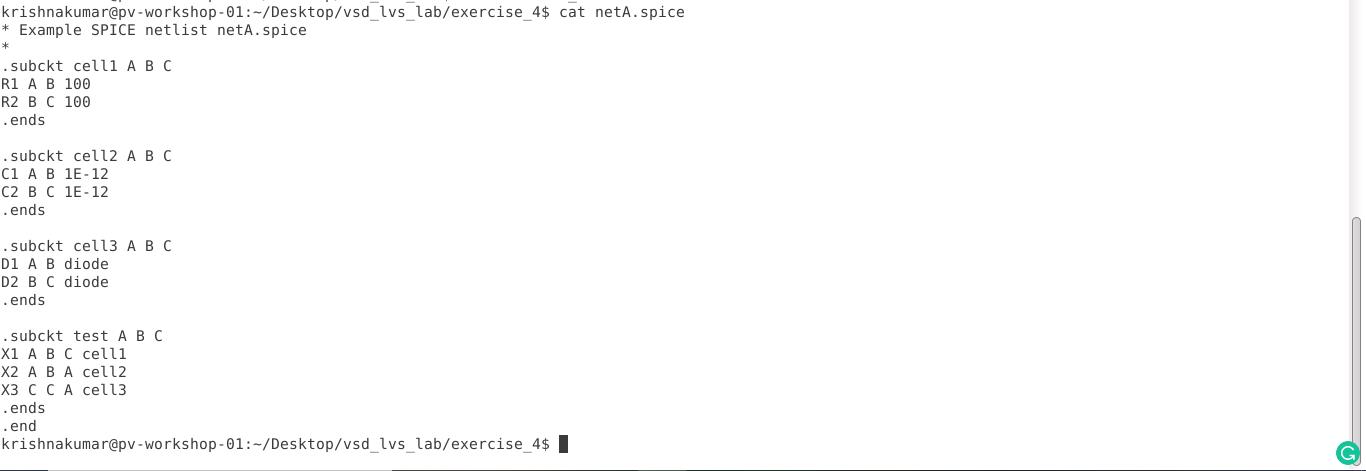 krishnakumar@pv-workshop-01:~/Desktop/vsd_lvs_lab/exercise_4$ cat netA.spice
* Example SPICE netlist netA.spice
*
.subckt cell1 A B C
R1 A B 100
R2 B C 100
.ends
.subckt cell2 A B C
C1 A B 1E-12
C2 B C 1E-12
.ends
.subckt cell3 A B C
D1 A B diode
D2 B C diode
.ends
.subckt test A B C
X1 A B C cell1
X2 A B A cell2
X3 C C A cell3
.ends
.end
krishnakumar@pv-workshop-01:~/Desktop/vsd_lvs_lab/exercise_4$